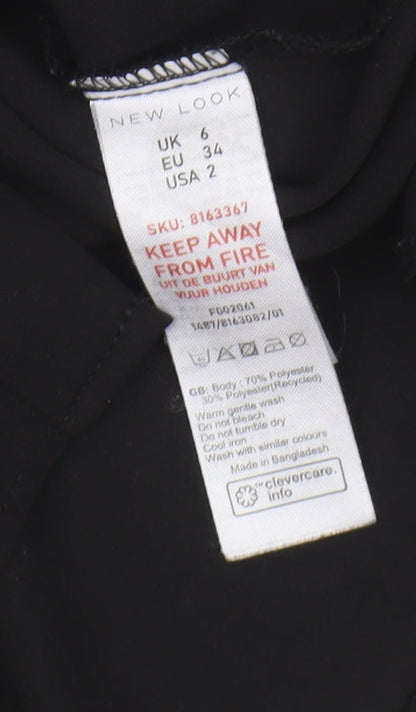 NEW LOOK
UK 6
EU 34
USA 2
SKU: 8163367
KEEP AWAY
FROM FIRE
UIT DE BUURT VAN
VUUR HOUDEN
F002061
1487/8163082/01
GB: Body : 70% Polyester
30% Polyester(Recycled)
Warm gentle wash
Do not bleach
Do not tumble dry
Cool iron
Wash with similar colours
Made in Bangladesh
™ clevercare.
info